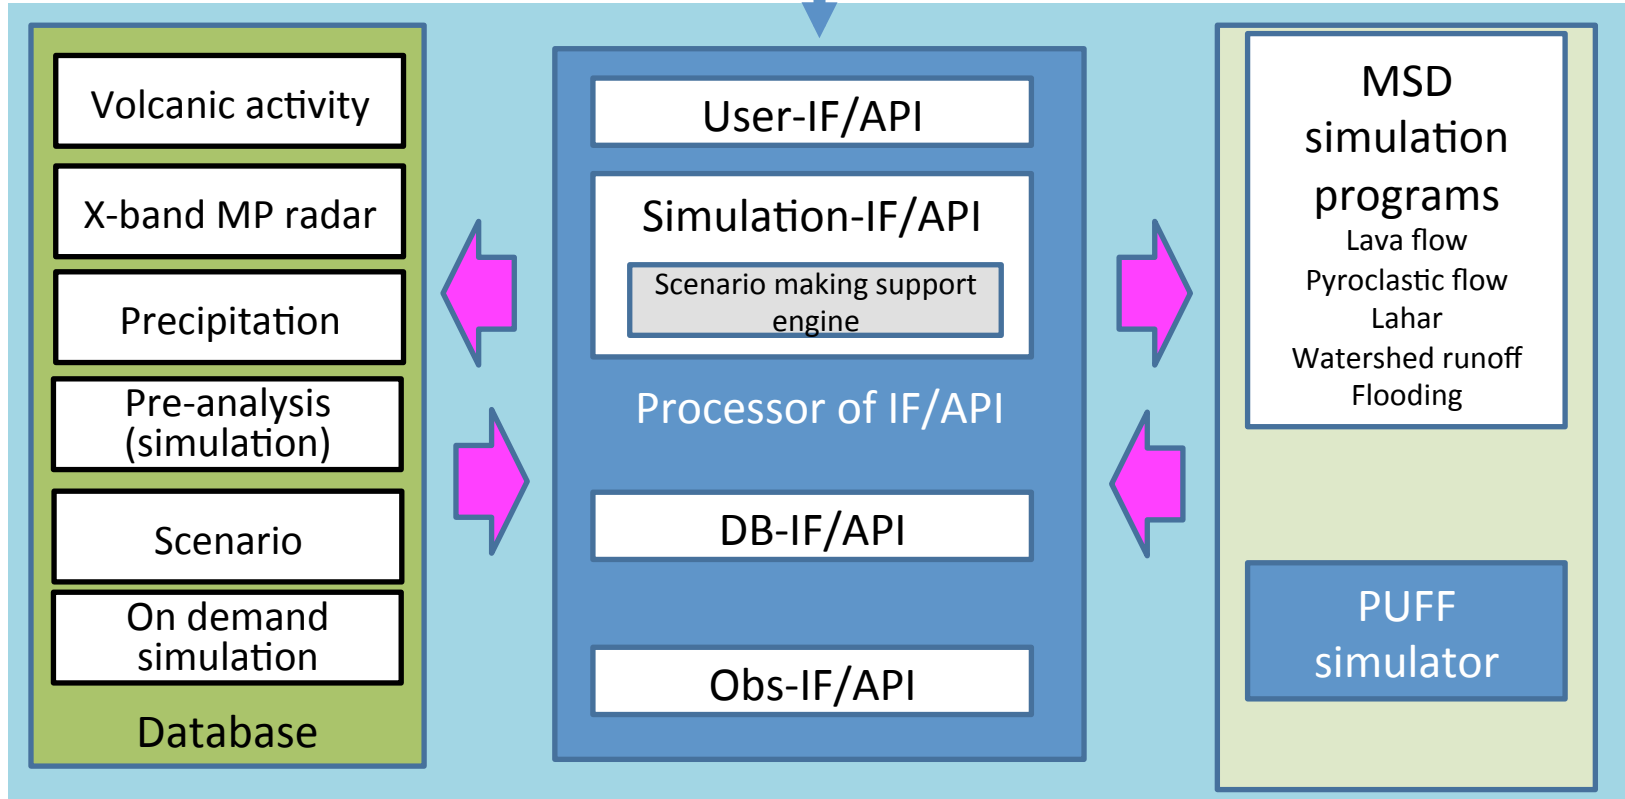 Volcanic activity
X-band MP radar
Precipitation
Pre-analysis
(simulation)
Scenario
On demand
simulation
Database
User-IF/API
Simulation-IF/API
Scenario making support
engine
Processor of IF/API
DB-IF/API
Obs-IF/API
MSD
simulation
programs
Lava flow
Pyroclastic flow
Lahar
Watershed runoff
Flooding
PUFF
simulator